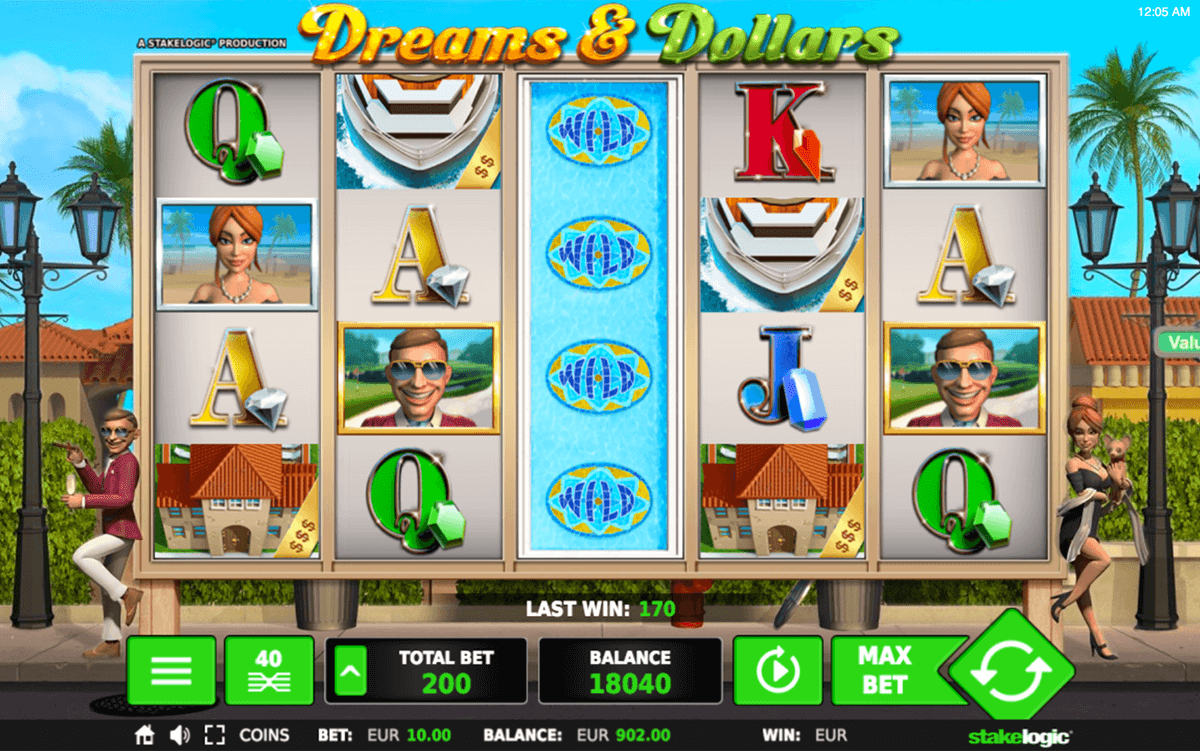 12:05 AM
A STAKELOGIC® PRODUCTION
Dreams & Dollars
Q $$ WILD K
A WILD $$ A
A WILD J
$$$ Q WILD $$$ Q
Valu
LAST WIN: 170
40 TOTAL BET 200 BALANCE 18040 MAX BET
COINS BET: EUR 10.00 BALANCE: EUR 902.00 WIN: EUR stakelogic®